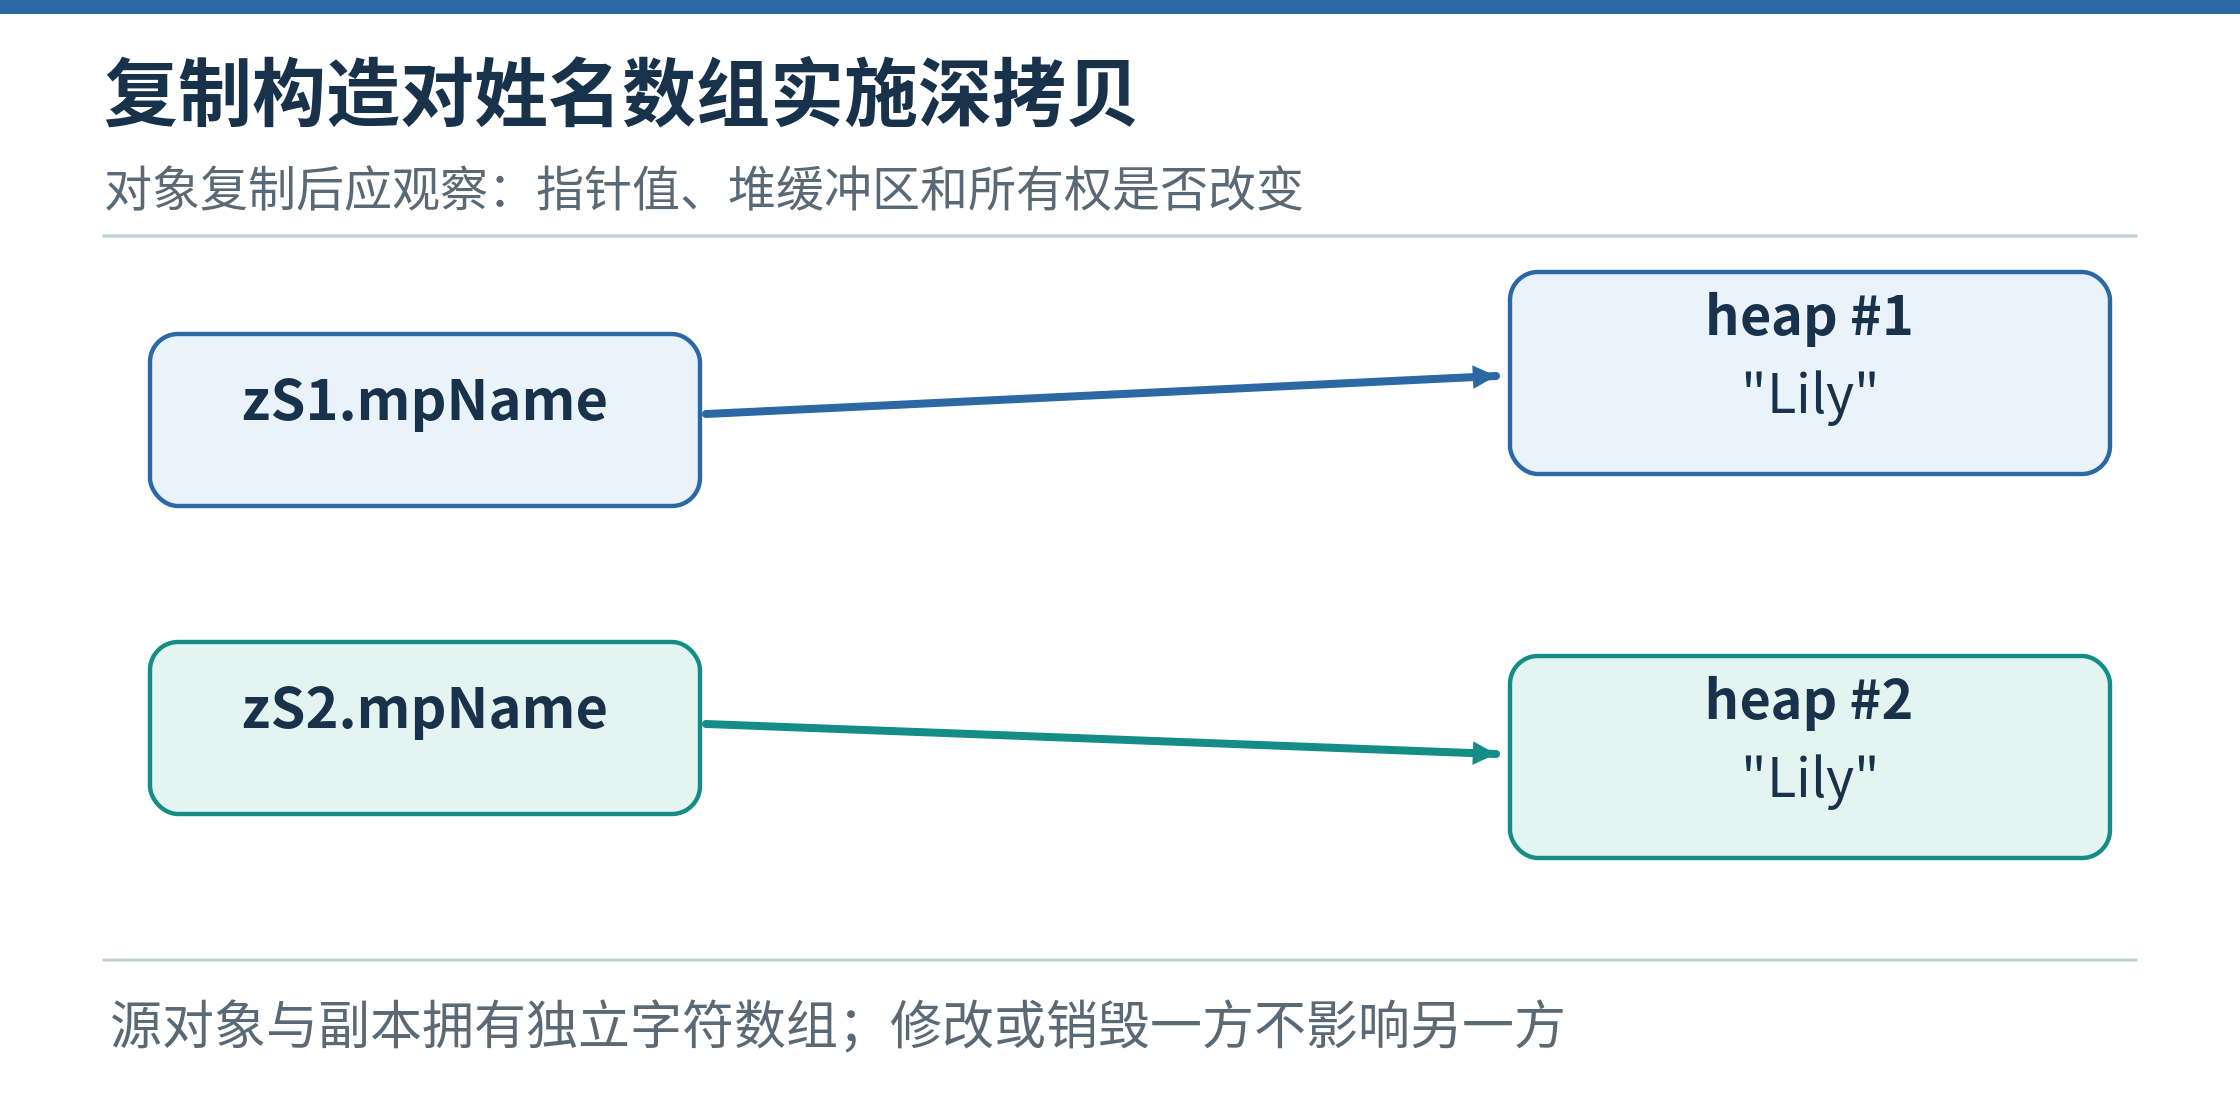 复制构造对姓名数组实施深拷贝
对象复制后应观察：指针值、堆缓冲区和所有权是否改变
heap #1
"Lily"
zS1.mpName
zS2.mpName
heap #2
"Lily"
源对象与副本拥有独立字符数组；修改或销毁一方不影响另一方